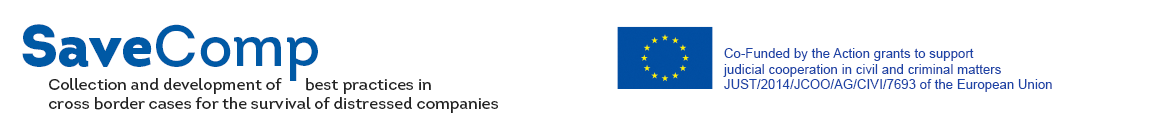 SaveComp
Collection and development of best practices in
cross border cases for the survival of distressed companies
Co-Funded by the Action grants to support
judicial cooperation in civil and criminal matters
JUST/2014/JCOO/AG/CIVI/7693 of the European Union